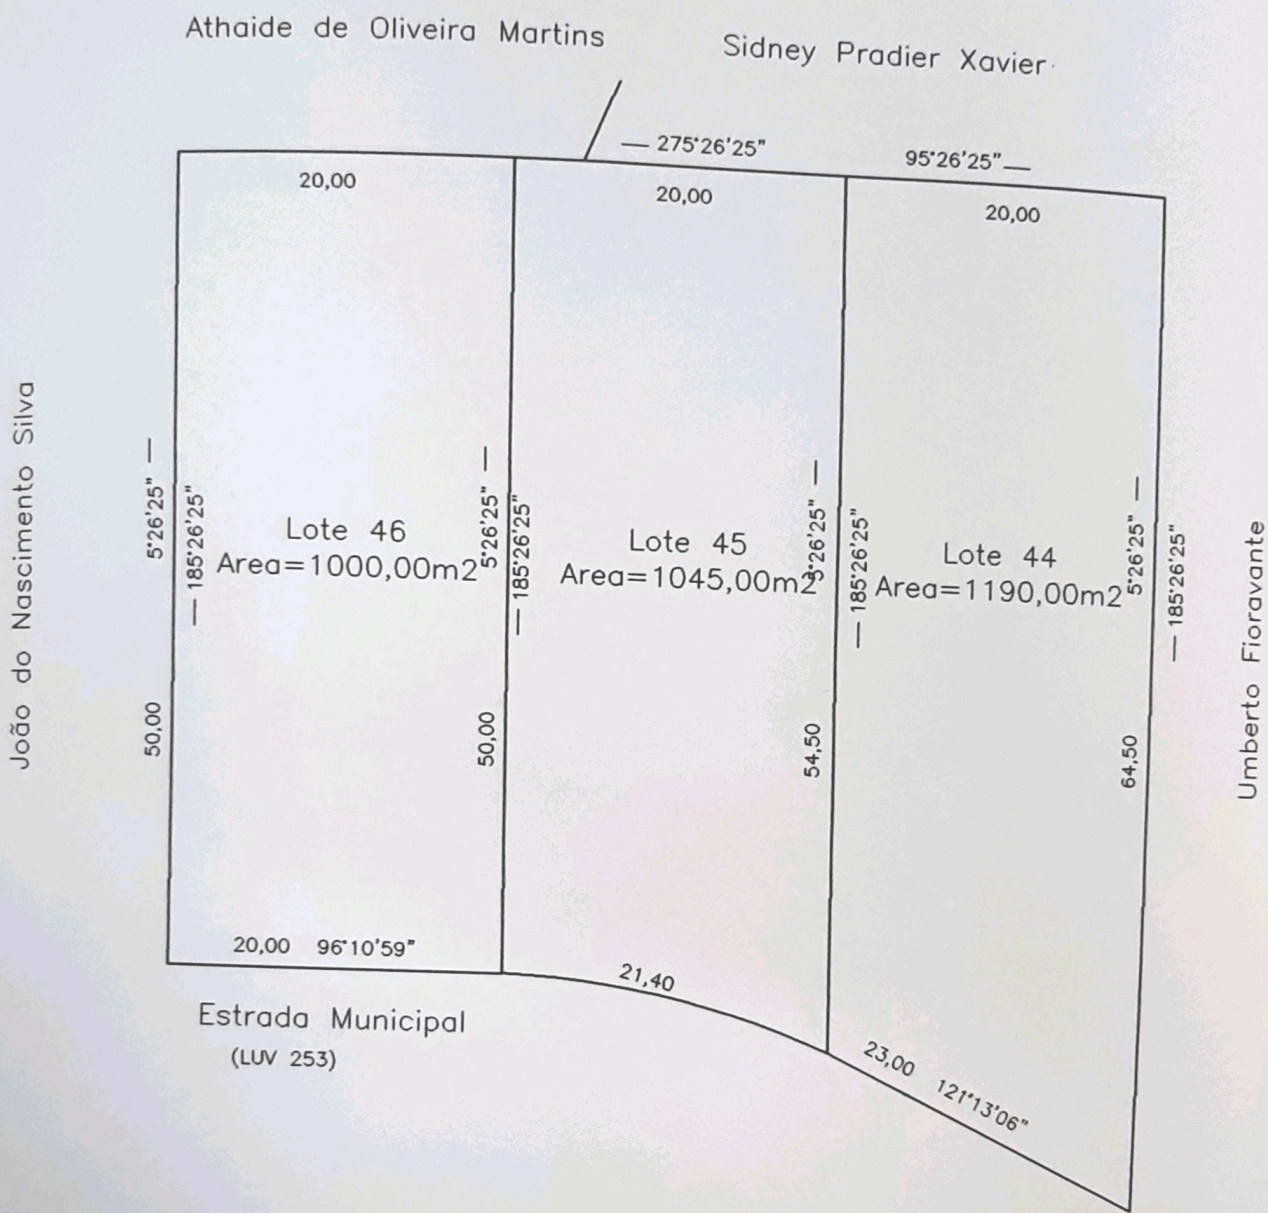 Athaide de Oliveira Martins
Sidney Pradier Xavier
— 275°26'25"
95°26'25" —
20,00
20,00
20,00
João do Nascimento Silva
5°26'25" —
— 185°26'25"
50,00
Lote 46
Area=1000,00m2
5°26'25" —
— 185°26'25"
50,00
Lote 45
Area=1045,00m2
5°26'25" —
— 185°26'25"
54,50
Lote 44
Area=1190,00m2
5°26'25" —
— 185°26'25"
64,50
Umberto Fioravante
20,00 96°10'59"
21,40
23,00 121°13'06"
Estrada Municipal
(LUV 253)